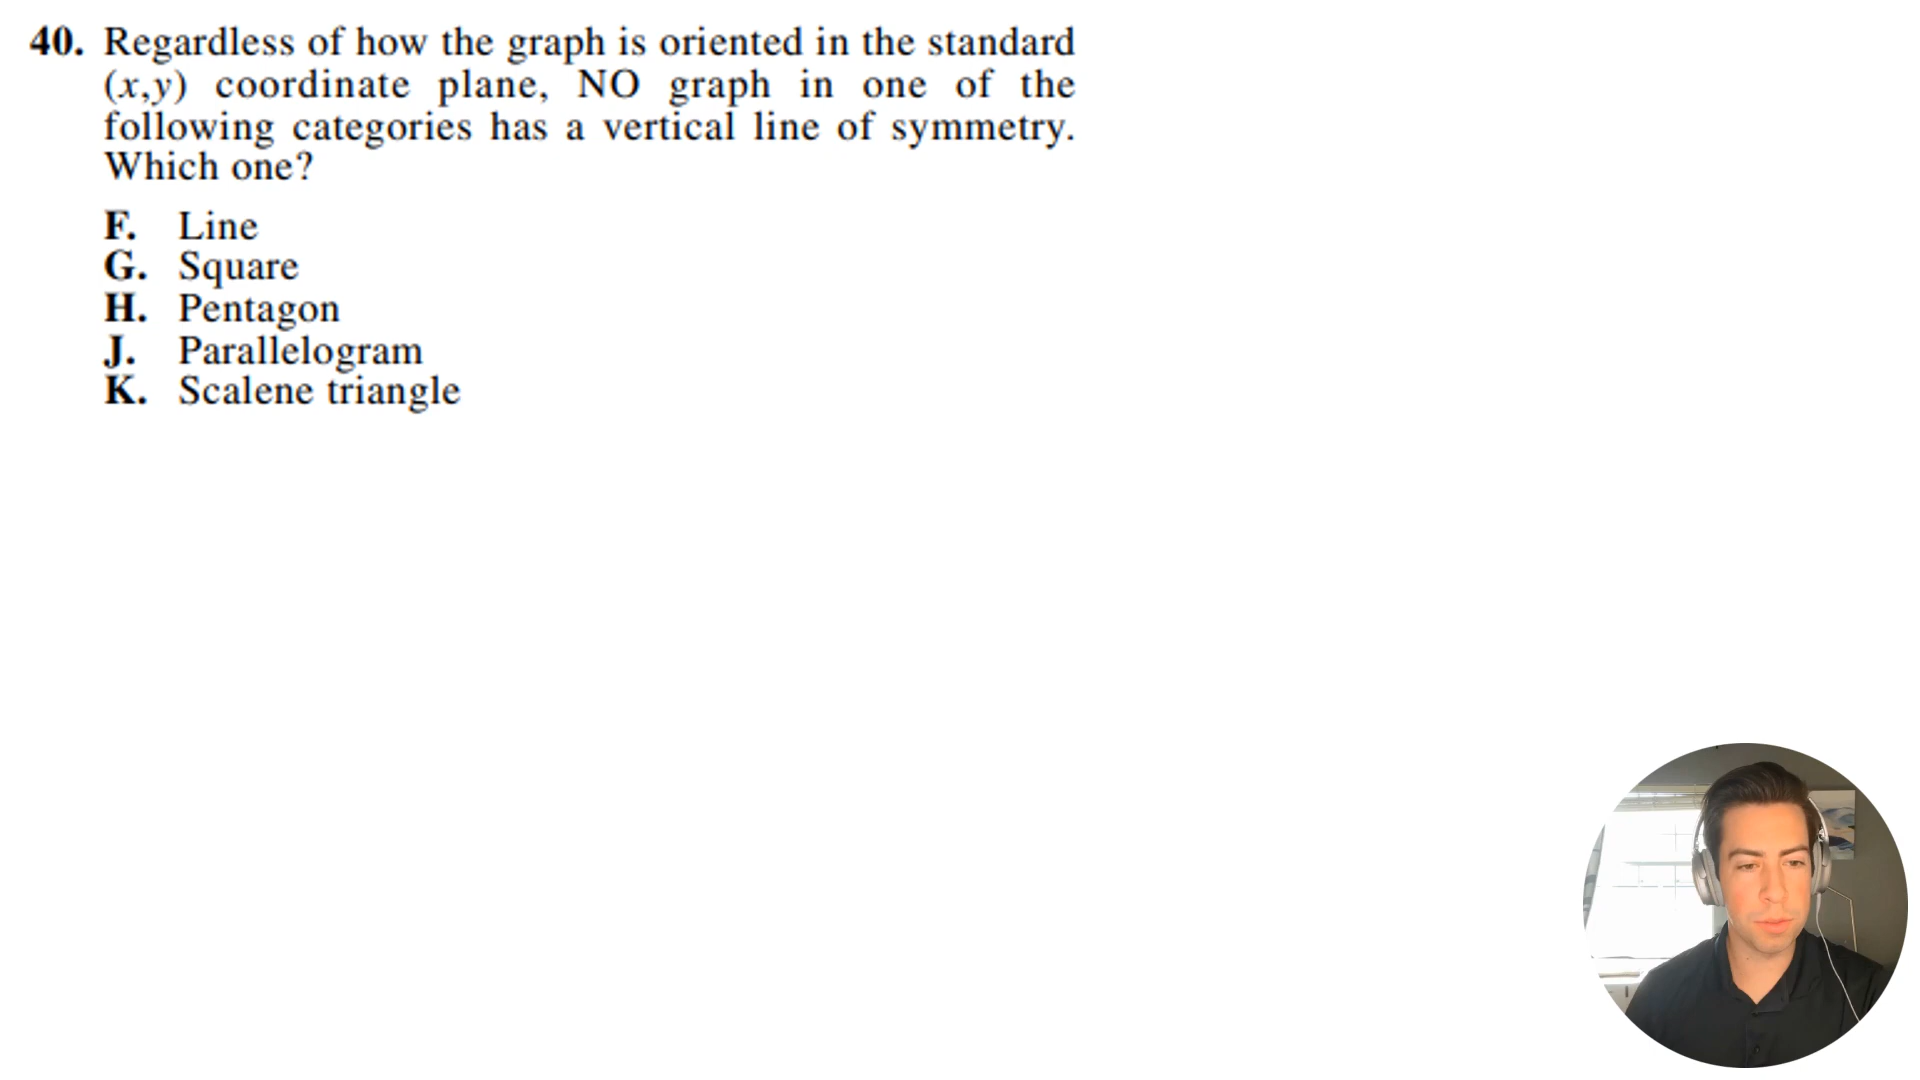 40. Regardless of how the graph is oriented in the standard
(x,y) coordinate plane, NO graph in one of the
following categories has a vertical line of symmetry.
Which one?
F. Line
G. Square
H. Pentagon
J. Parallelogram
K. Scalene triangle